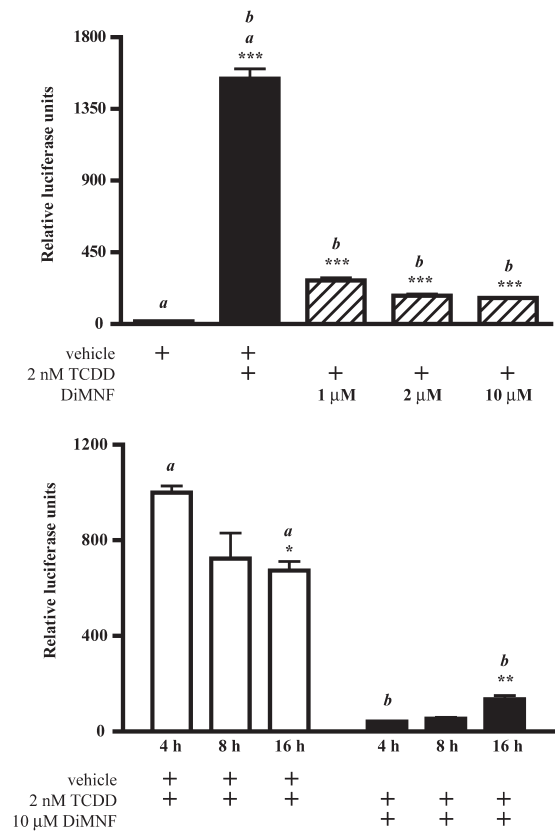 b
a b b b
a *** *** *** ***
1800
1350
900
450
0
Relative luciferase units
vehicle + +
2 nM TCDD + + + +
DiMNF 1 μM 2 μM 10 μM
1200
800
400
0
Relative luciferase units
a
a
*
b
b
**
4 h 8 h 16 h 4 h 8 h 16 h
vehicle + + +
2 nM TCDD + + + + + +
10 μM DiMNF + + +